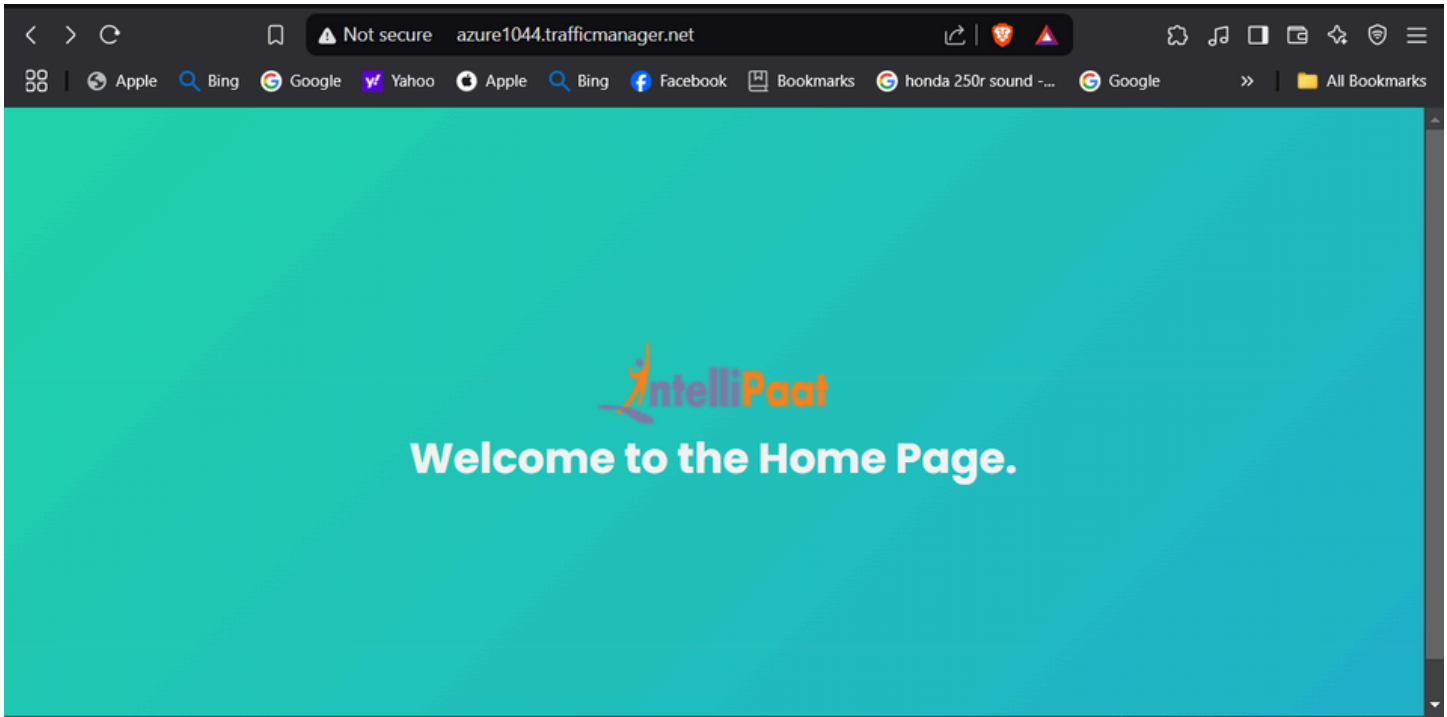 Not secure azure1044.trafficmanager.net
Apple Bing Google Yahoo Apple Bing Facebook Bookmarks honda 250r sound -... Google » All Bookmarks
IntelliPaat
Welcome to the Home Page.